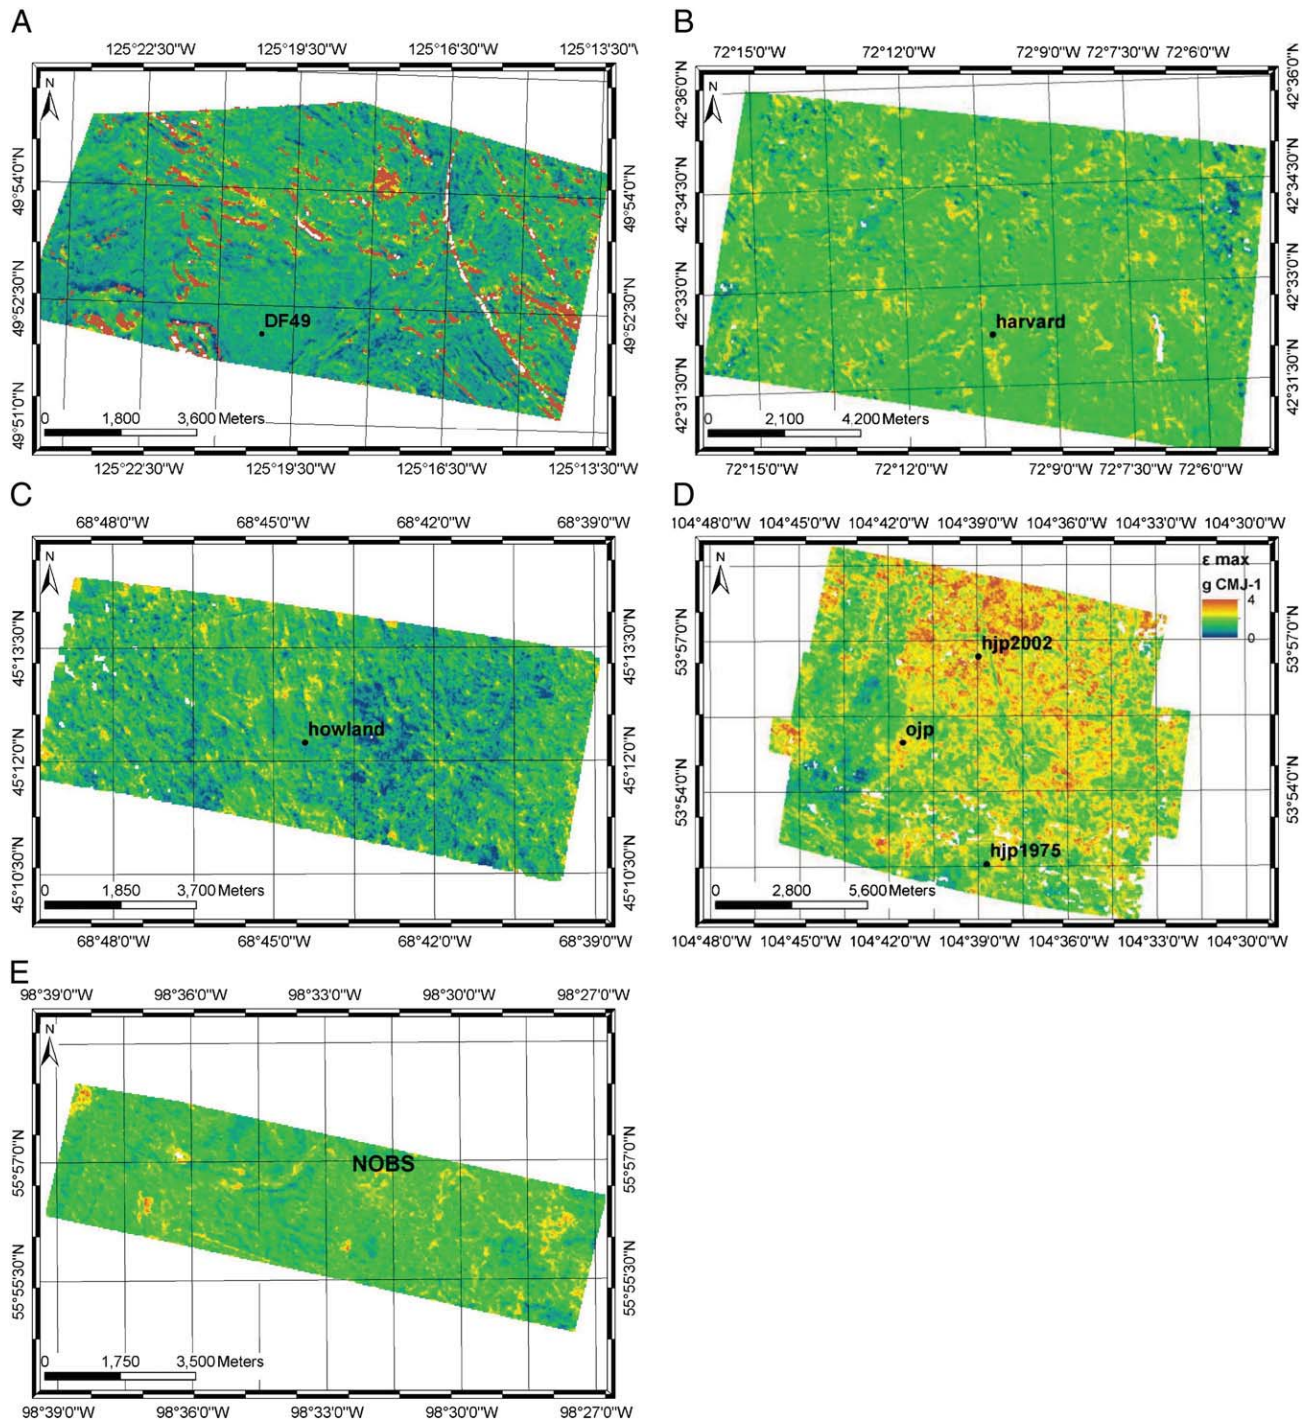 A
125°22'30"W 125°19'30"W 125°16'30"W 125°13'30"W
N
49°54'0"N 49°54'0"N
49°52'30"N 49°52'30"N
49°51'0"N
DF49
0 1,800 3,600 Meters
125°22'30"W 125°19'30"W 125°16'30"W 125°13'30"W
B
72°15'0"W 72°12'0"W 72°9'0"W 72°7'30"W 72°6'0"W
N
42°36'0"N 42°36'0"N
42°34'30"N 42°34'30"N
42°33'0"N 42°33'0"N
42°31'30"N 42°31'30"N
harvard
0 2,100 4,200 Meters
72°15'0"W 72°12'0"W 72°9'0"W 72°7'30"W 72°6'0"W
C
68°48'0"W 68°45'0"W 68°42'0"W 68°39'0"W
N
45°13'30"N 45°13'30"N
45°12'0"N 45°12'0"N
45°10'30"N 45°10'30"N
howland
0 1,850 3,700 Meters
68°48'0"W 68°45'0"W 68°42'0"W 68°39'0"W
D
104°48'0"W 104°45'0"W 104°42'0"W 104°39'0"W 104°36'0"W 104°33'0"W 104°30'0"W
N
ε max
g CMJ-1
4
0
53°57'0"N 53°57'0"N
53°54'0"N 53°54'0"N
hjp2002
ojp
hjp1975
0 2,800 5,600 Meters
104°48'0"W 104°45'0"W 104°42'0"W 104°39'0"W 104°36'0"W 104°33'0"W 104°30'0"W
E
98°39'0"W 98°36'0"W 98°33'0"W 98°30'0"W 98°27'0"W
N
55°57'0"N 55°57'0"N
55°55'30"N 55°55'30"N
NOBS
0 1,750 3,500 Meters
98°39'0"W 98°36'0"W 98°33'0"W 98°30'0"W 98°27'0"W